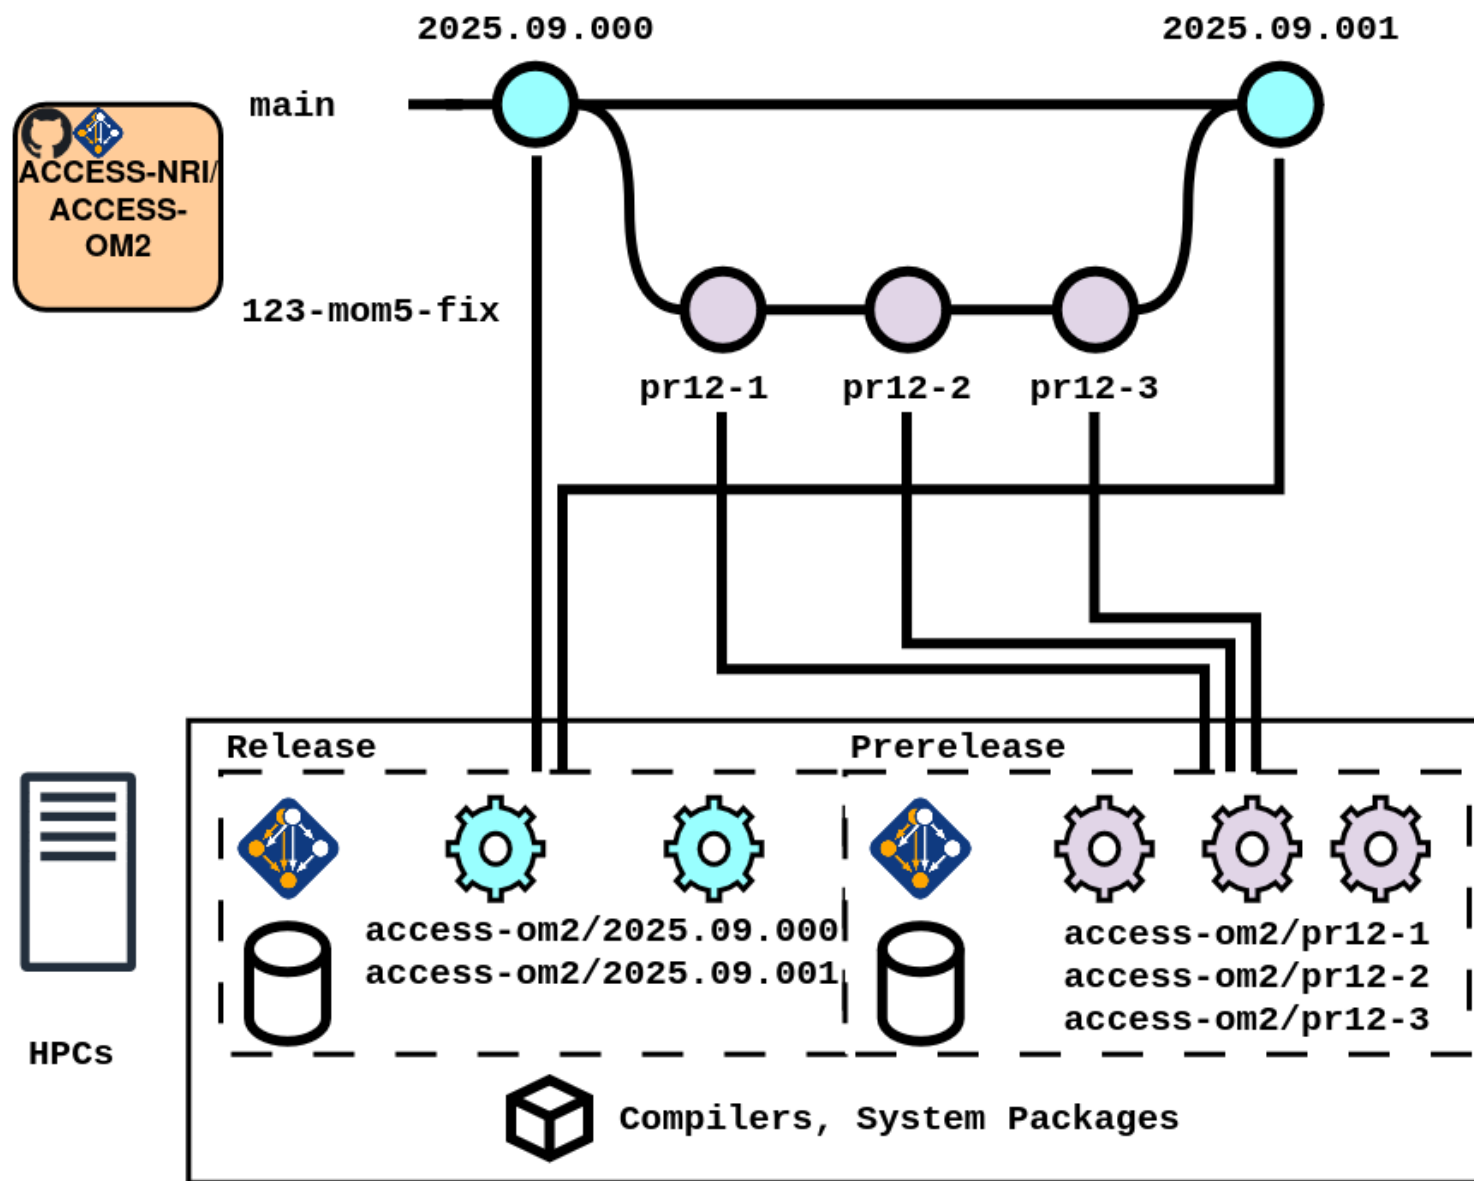 2025.09.000
2025.09.001
main
ACCESS-NRI/
ACCESS-
OM2
123-mom5-fix
pr12-1
pr12-2
pr12-3
Release
Prerelease
access-om2/2025.09.000
access-om2/2025.09.001
access-om2/pr12-1
access-om2/pr12-2
access-om2/pr12-3
HPCs
Compilers, System Packages